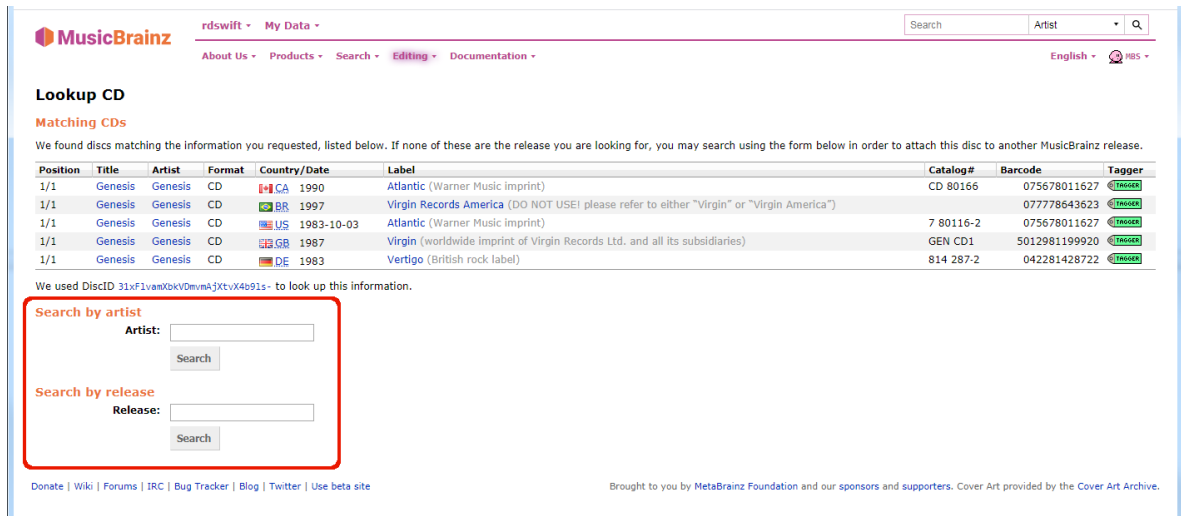 MusicBrainz
rdswift ▾ My Data ▾
Search Artist
About Us ▾ Products ▾ Search ▾ Editing ▾ Documentation ▾
English ▾ MBS ▾
Lookup CD
Matching CDs
We found discs matching the information you requested, listed below. If none of these are the release you are looking for, you may search using the form below in order to attach this disc to another MusicBrainz release.
Position Title Artist Format Country/Date Label Catalog# Barcode Tagger
1/1 Genesis Genesis CD CA 1990 Atlantic (Warner Music imprint) CD 80166 075678011627 TAGGER
1/1 Genesis Genesis CD BR 1997 Virgin Records America (DO NOT USE! please refer to either “Virgin” or “Virgin America”) 077778643623 TAGGER
1/1 Genesis Genesis CD US 1983-10-03 Atlantic (Warner Music imprint) 7 80116-2 075678011627 TAGGER
1/1 Genesis Genesis CD GB 1987 Virgin (worldwide imprint of Virgin Records Ltd. and all its subsidiaries) GEN CD1 5012981199920 TAGGER
1/1 Genesis Genesis CD DE 1983 Vertigo (British rock label) 814 287-2 042281428722 TAGGER
We used DiscID 31xF1vamXbkVDmvmAjXtvX4b9ls- to look up this information.
Search by artist
Artist:
Search
Search by release
Release:
Search
Donate | Wiki | Forums | IRC | Bug Tracker | Blog | Twitter | Use beta site
Brought to you by MetaBrainz Foundation and our sponsors and supporters. Cover Art provided by the Cover Art Archive.